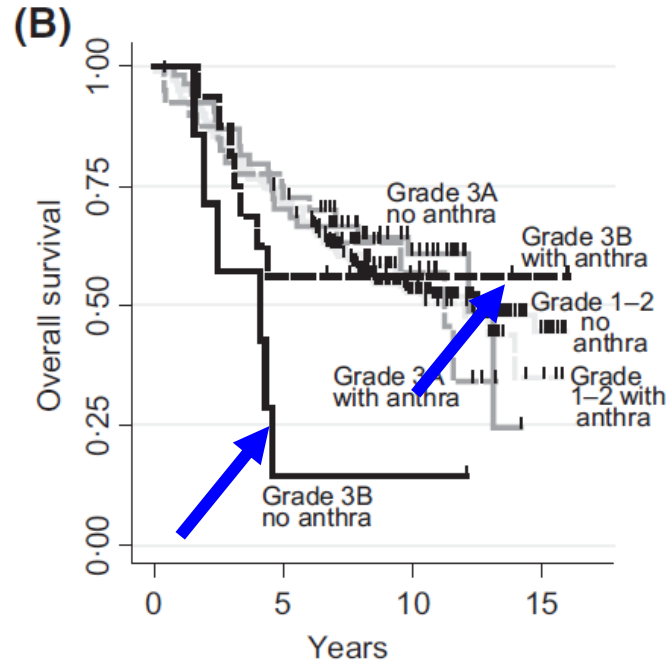 (B)
Overall survival
1·00
0·75
0·50
0·25
0·00
Grade 3A
no anthra
Grade 3B
with anthra
Grade 1–2
no
anthra
Grade 3A
with anthra
Grade
1–2 with
anthra
Grade 3B
no anthra
0 5 10 15
Years